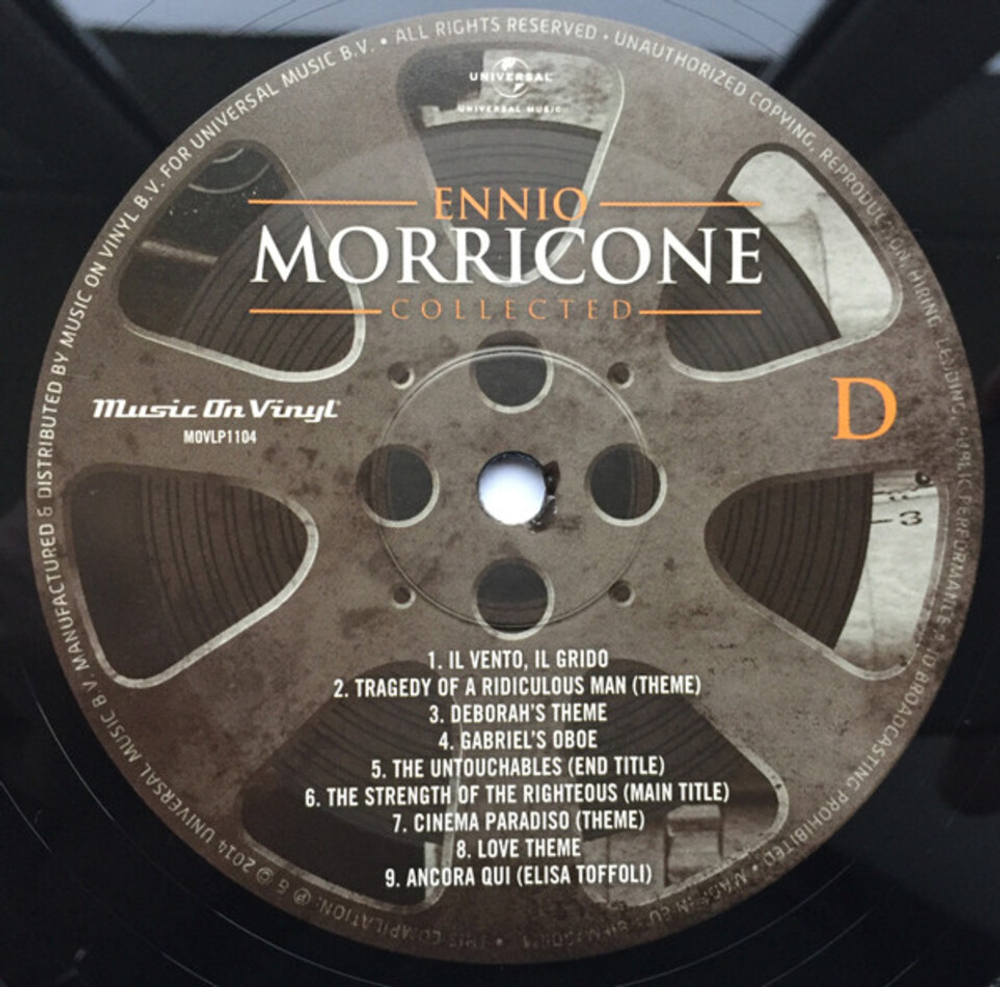 UNIVERSAL
UNIVERSAL MUSIC
ENNIO
MORRICONE
COLLECTED
Music On Vinyl
MOVLP1104
D
3
1. IL VENTO, IL GRIDO
2. TRAGEDY OF A RIDICULOUS MAN (THEME)
3. DEBORAH'S THEME
4. GABRIEL'S OBOE
5. THE UNTOUCHABLES (END TITLE)
6. THE STRENGTH OF THE RIGHTEOUS (MAIN TITLE)
7. CINEMA PARADISO (THEME)
8. LOVE THEME
9. ANCORA QUI (ELISA TOFFOLI)
THIS COMPILATION: ℗ & © 2014 UNIVERSAL MUSIC B.V. MANUFACTURED & DISTRIBUTED BY MUSIC ON VINYL B.V. FOR UNIVERSAL MUSIC B.V. • ALL RIGHTS RESERVED • UNAUTHORIZED COPYING, REPRODUCTION, HIRING, LENDING, PUBLIC PERFORMANCE BROADCASTING PROHIBITED • MADE IN EU